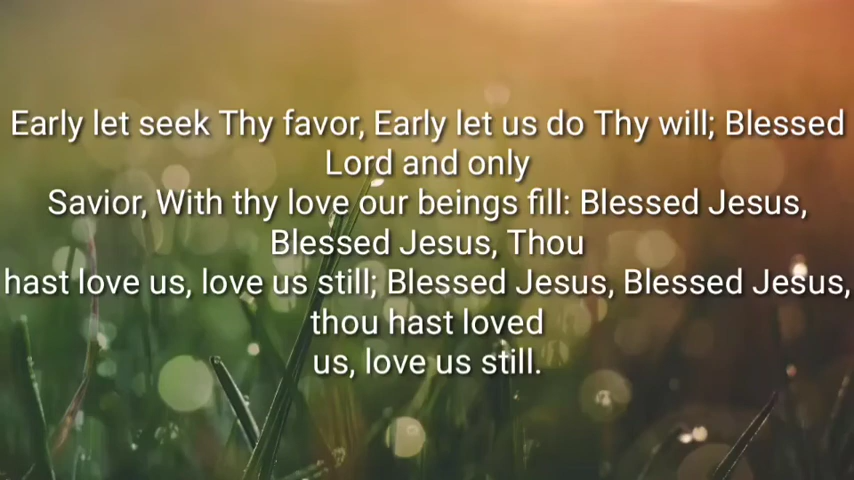 Early let seek Thy favor, Early let us do Thy will; Blessed
Lord and only
Savior, With thy love our beings fill: Blessed Jesus,
Blessed Jesus, Thou
hast love us, love us still; Blessed Jesus, Blessed Jesus,
thou hast loved
us, love us still.